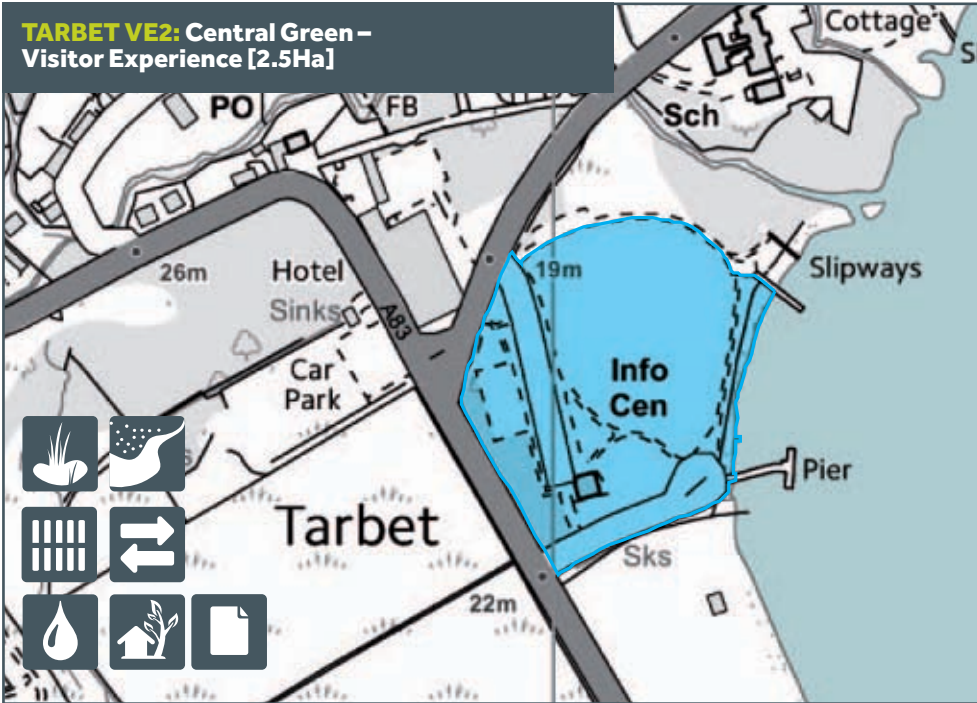 TARBET VE2: Central Green –
Visitor Experience [2.5Ha]
Cottage
S
PO
FB
Sch
26m
Hotel
Sinks
19m
Slipways
A83
Car
Park
Info
Cen
s
Pier
Tarbet
Sks
22m